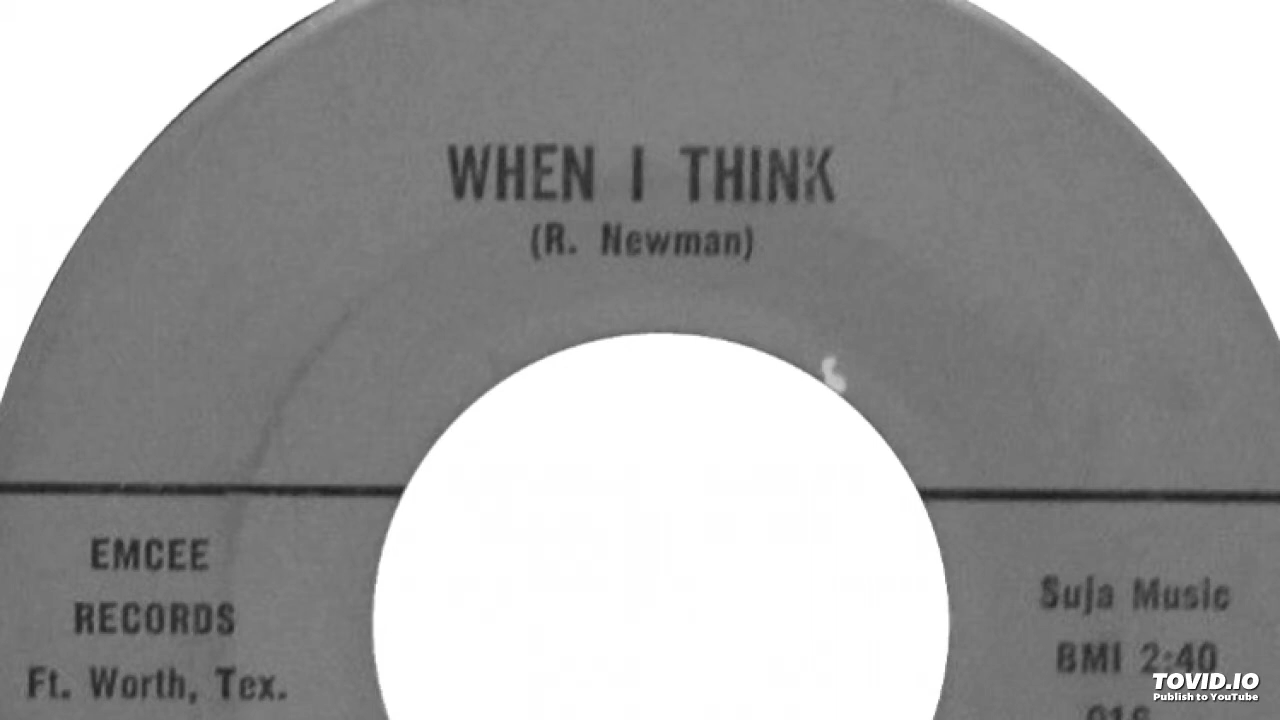 WHEN I THINK
(R. Newman)
EMCEE
RECORDS
Ft. Worth, Tex.
Suja Music
BMI 2:40
TOVID.IO
Publish to YouTube